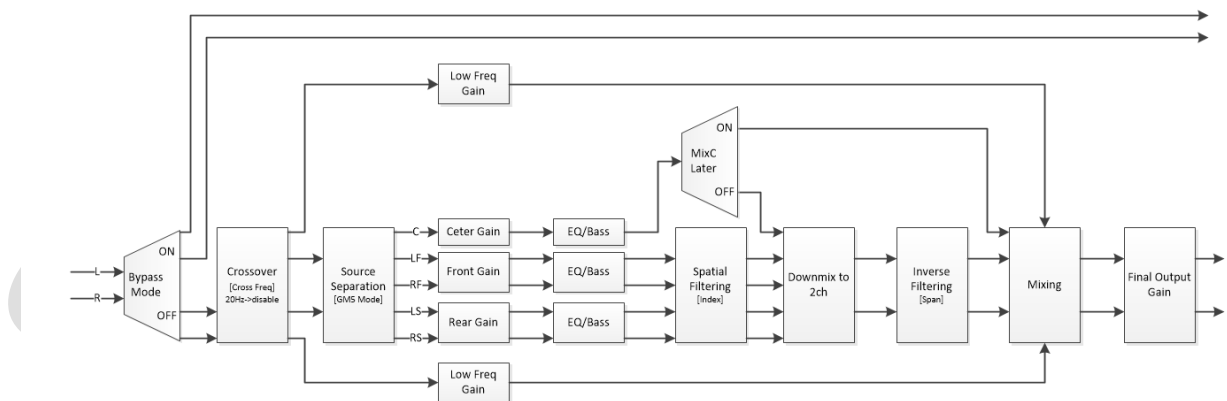 Low Freq
Gain
ON
MixC
Later
OFF
L
R
ON
Bypass
Mode
OFF
Crossover
[Cross Freq]
20Hz->disable
Source
Separation
[GMS Mode]
C
LF
RF
LS
RS
Ceter Gain
Front Gain
Rear Gain
EQ/Bass
EQ/Bass
EQ/Bass
Spatial
Filtering
[Index]
Downmix to
2ch
Inverse
Filtering
[Span]
Mixing
Final Output
Gain
Low Freq
Gain